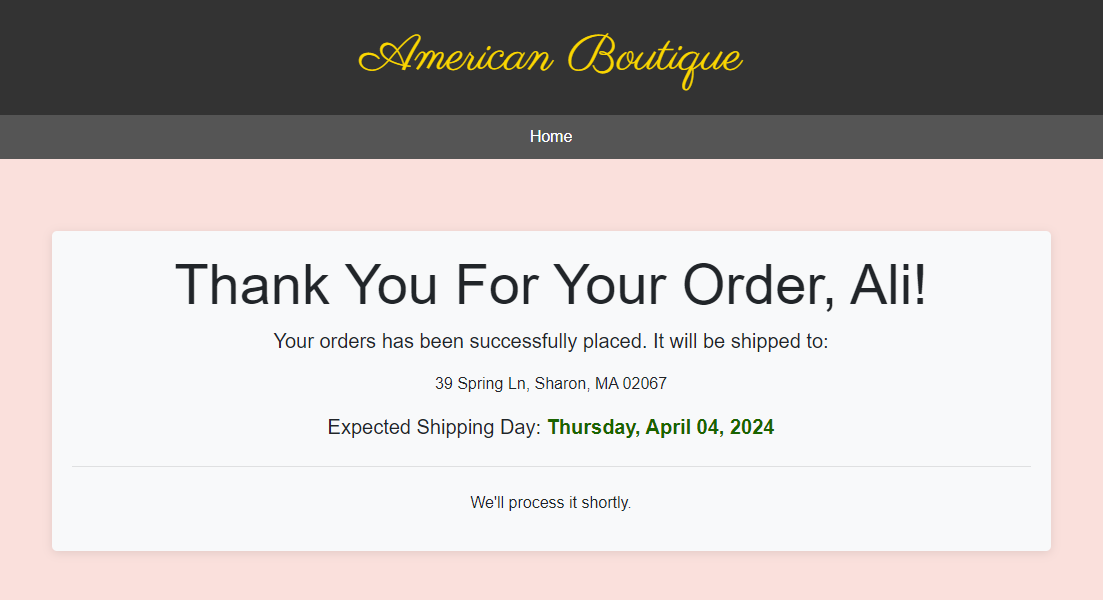 American Boutique
Home
Thank You For Your Order, Ali!
Your orders has been successfully placed. It will be shipped to:
39 Spring Ln, Sharon, MA 02067
Expected Shipping Day: Thursday, April 04, 2024
We'll process it shortly.